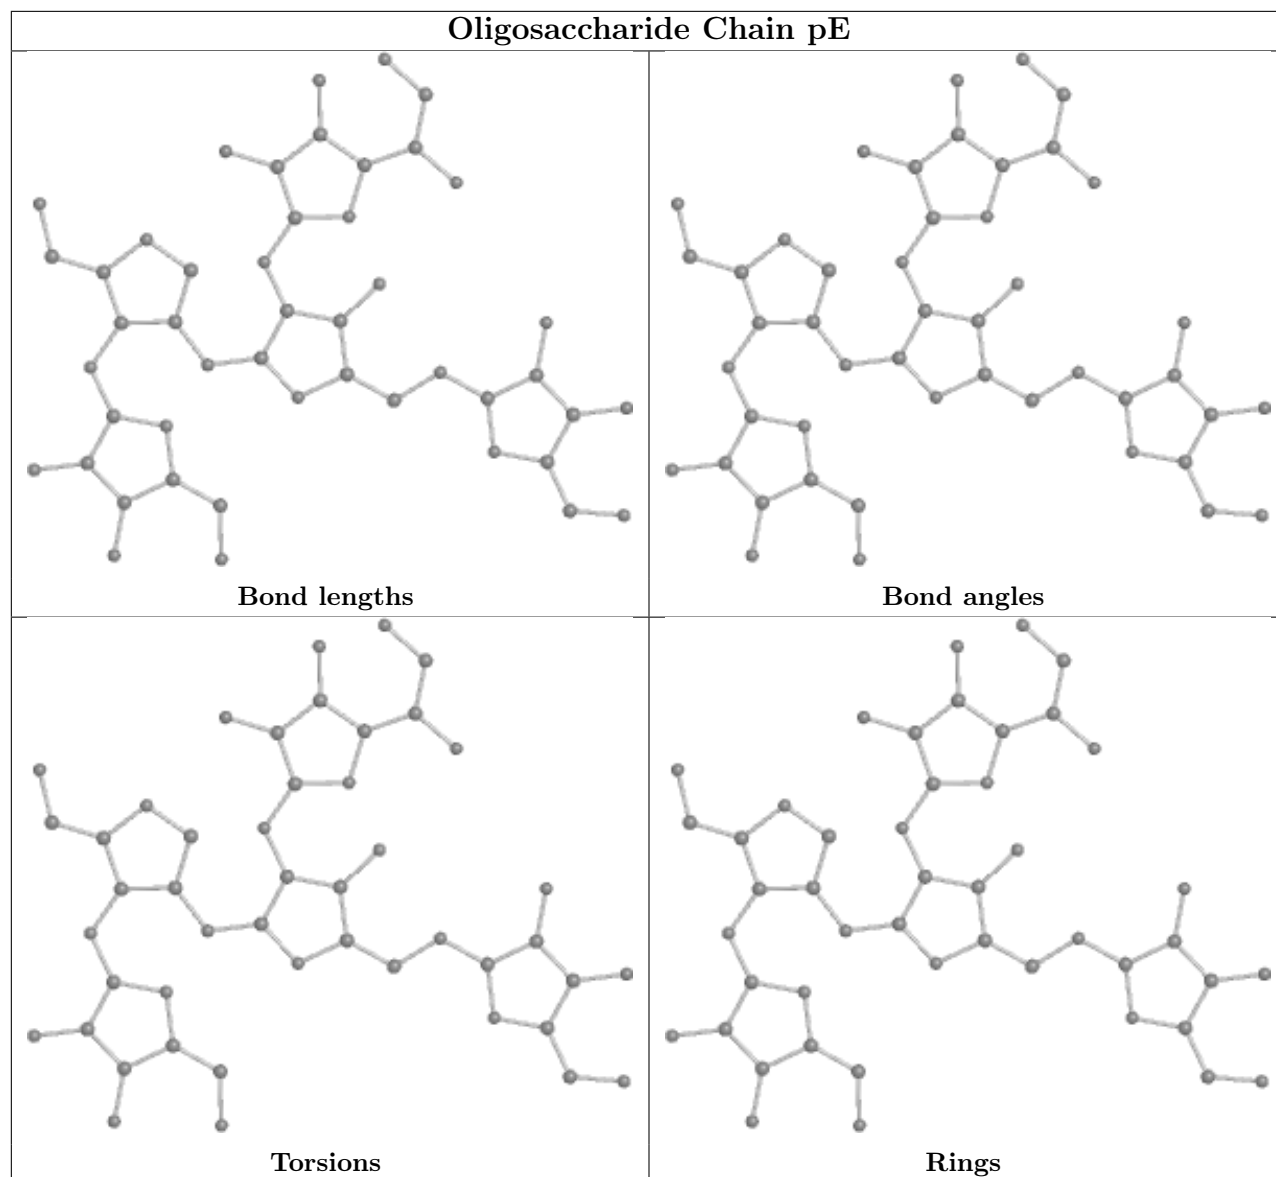 Oligosaccharide Chain pE
Bond lengths
Bond angles
Torsions
Rings